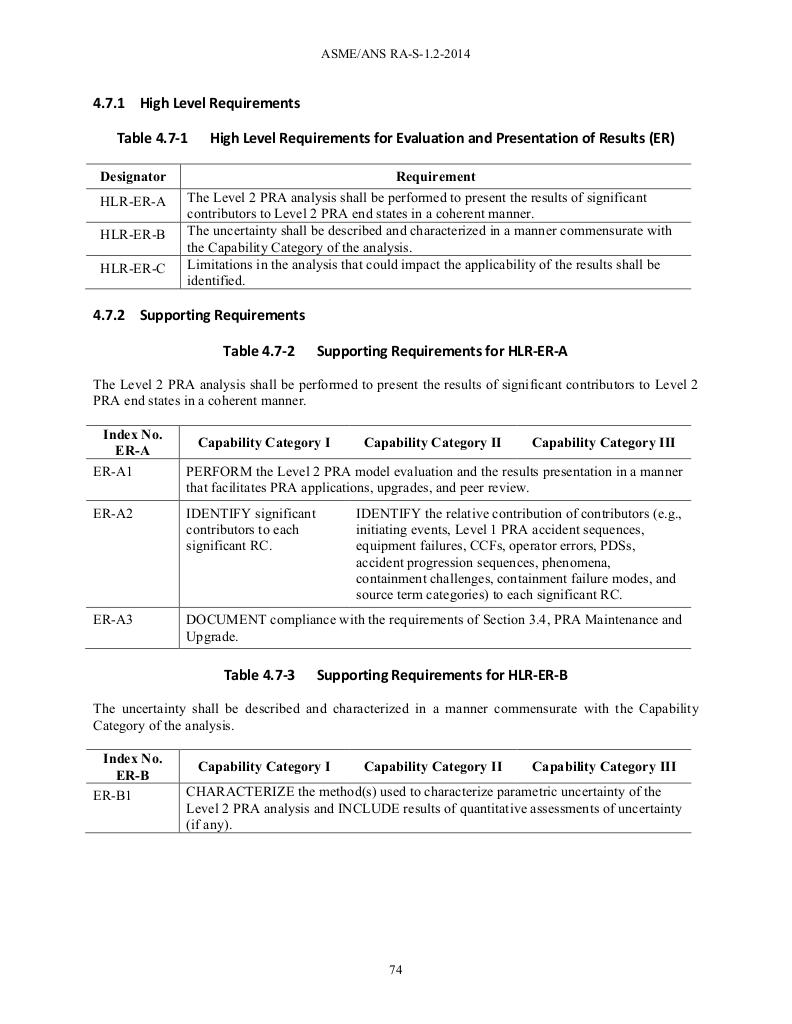 ASME/ANS RA-S-1.2-2014
4.7.1 High Level Requirements
Table 4.7-1 High Level Requirements for Evaluation and Presentation of Results (ER)
Designator Requirement
HLR-ER-A The Level 2 PRA analysis shall be performed to present the results of significant
contributors to Level 2 PRA end states in a coherent manner.
HLR-ER-B The uncertainty shall be described and characterized in a manner commensurate with
the Capability Category of the analysis.
HLR-ER-C Limitations in the analysis that could impact the applicability of the results shall be
identified.
4.7.2 Supporting Requirements
Table 4.7-2 Supporting Requirements for HLR-ER-A
The Level 2 PRA analysis shall be performed to present the results of significant contributors to Level 2
PRA end states in a coherent manner.
Index No.
ER-A
Capability Category I Capability Category II Capability Category III
ER-A1 PERFORM the Level 2 PRA model evaluation and the results presentation in a manner
that facilitates PRA applications, upgrades, and peer review.
ER-A2 IDENTIFY significant
contributors to each
significant RC.
IDENTIFY the relative contribution of contributors (e.g.,
initiating events, Level 1 PRA accident sequences,
equipment failures, CCFs, operator errors, PDSs,
accident progression sequences, phenomena,
containment challenges, containment failure modes, and
source term categories) to each significant RC.
ER-A3 DOCUMENT compliance with the requirements of Section 3.4, PRA Maintenance and
Upgrade.
Table 4.7-3 Supporting Requirements for HLR-ER-B
The uncertainty shall be described and characterized in a manner commensurate with the Capability
Category of the analysis.
Index No.
ER-B
Capability Category I Capability Category II Capability Category III
ER-B1 CHARACTERIZE the method(s) used to characterize parametric uncertainty of the
Level 2 PRA analysis and INCLUDE results of quantitative assessments of uncertainty
(if any).
74